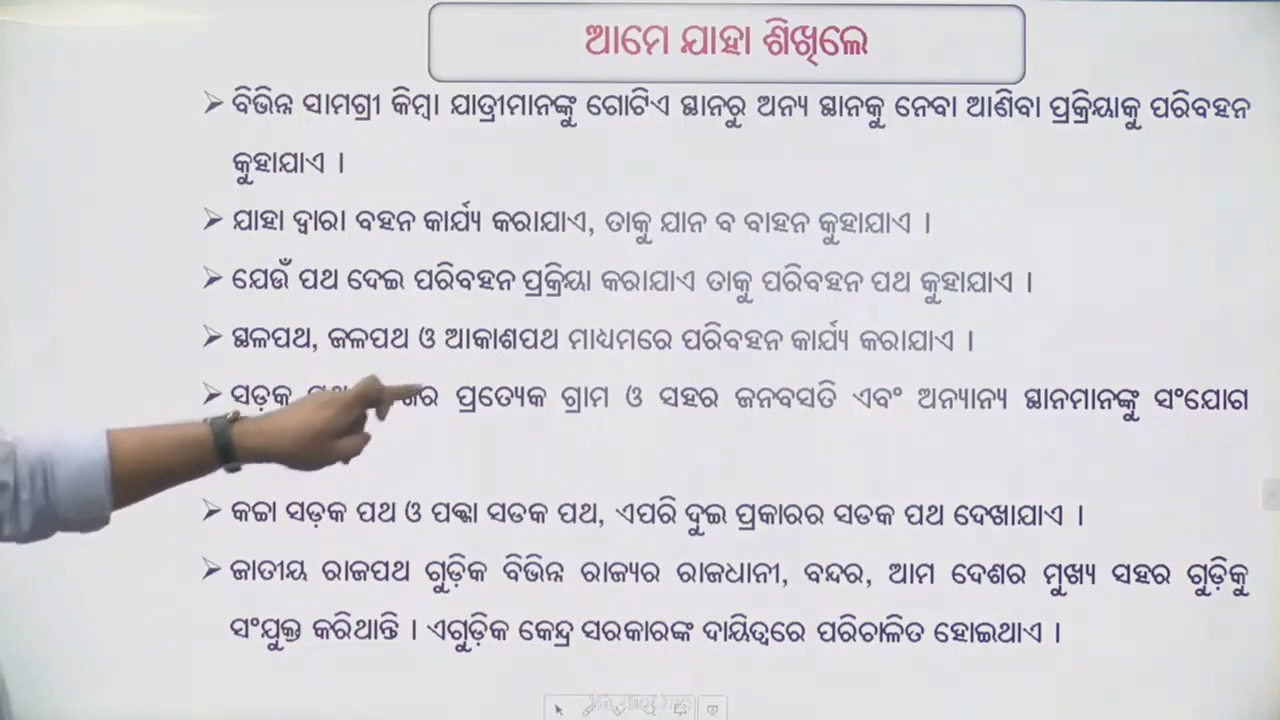 ଆମେ ଯାହା ଶିଖିଲେ
➢ ବିଭିନ୍ନ ସାମଗ୍ରୀ କିମ୍ବା ଯାତ୍ରୀମାନଙ୍କୁ ଗୋଟିଏ ସ୍ଥାନରୁ ଅନ୍ୟ ସ୍ଥାନକୁ ନେବା ଆଣିବା ପ୍ରକ୍ରିୟାକୁ ପରିବହନ
କୁହାଯାଏ ।
➢ ଯାହା ଦ୍ୱାରା ବହନ କାର୍ଯ୍ୟ କରାଯାଏ, ତାକୁ ଯାନ ବ ବାହନ କୁହାଯାଏ ।
➢ ଯେଉଁ ପଥ ଦେଇ ପରିବହନ ପ୍ରକ୍ରିୟା କରାଯାଏ ତାକୁ ପରିବହନ ପଥ କୁହାଯାଏ ।
➢ ସ୍ଥଳପଥ, ଜଳପଥ ଓ ଆକାଶପଥ ମାଧ୍ୟମରେ ପରିବହନ କାର୍ଯ୍ୟ କରାଯାଏ ।
➢ ସଡ଼କ ପ୍ରତ୍ୟେକ ଗ୍ରାମ ଓ ସହର ଜନବସତି ଏବଂ ଅନ୍ୟାନ୍ୟ ସ୍ଥାନମାନଙ୍କୁ ସଂଯୋଗ
➢ କଚ୍ଚା ସଡ଼କ ପଥ ଓ ପକ୍କା ସଡକ ପଥ, ଏପରି ଦୁଇ ପ୍ରକାରର ସଡକ ପଥ ଦେଖାଯାଏ ।
➢ ଜାତୀୟ ରାଜପଥ ଗୁଡ଼ିକ ବିଭିନ୍ନ ରାଜ୍ୟର ରାଜଧାନୀ, ବନ୍ଦର, ଆମ ଦେଶର ମୁଖ୍ୟ ସହର ଗୁଡ଼ିକୁ
ସଂଯୁକ୍ତ କରିଥାନ୍ତି । ଏଗୁଡ଼ିକ କେନ୍ଦ୍ର ସରକାରଙ୍କ ଦାୟିତ୍ୱରେ ପରିଚାଳିତ ହୋଇଥାଏ ।